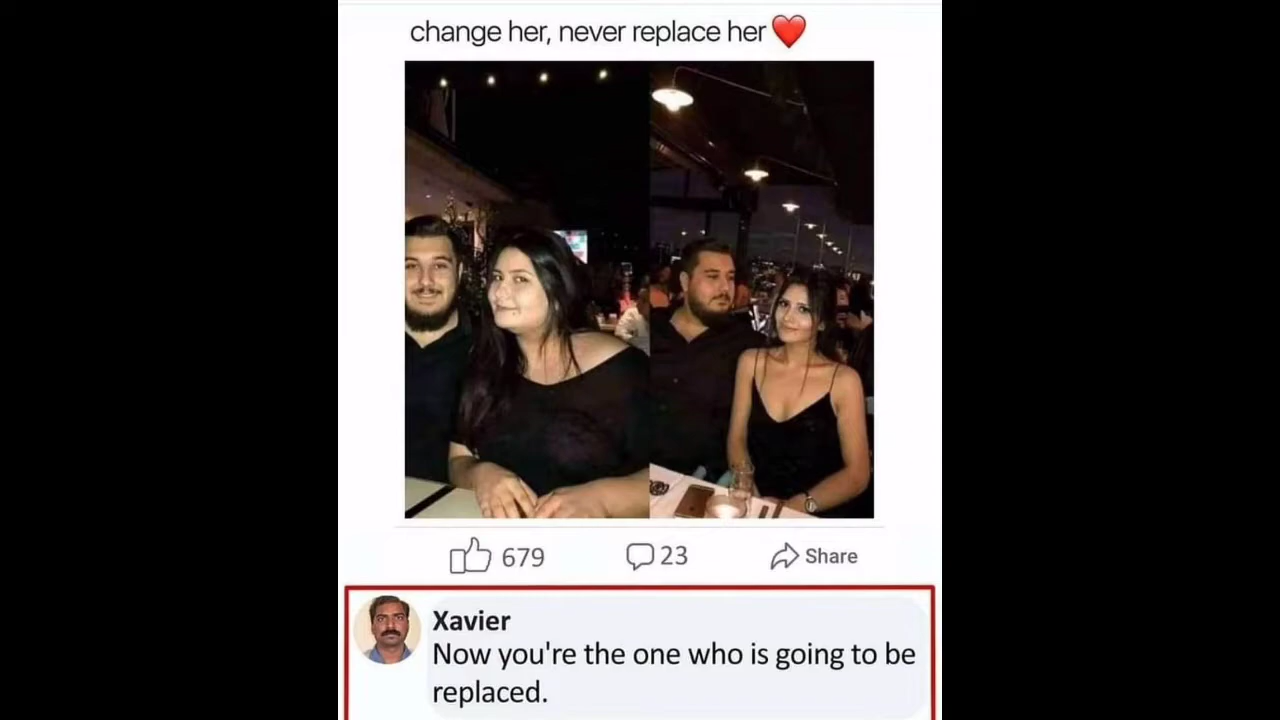 change her, never replace her ❤️
679
23
Share
Xavier
Now you're the one who is going to be
replaced.